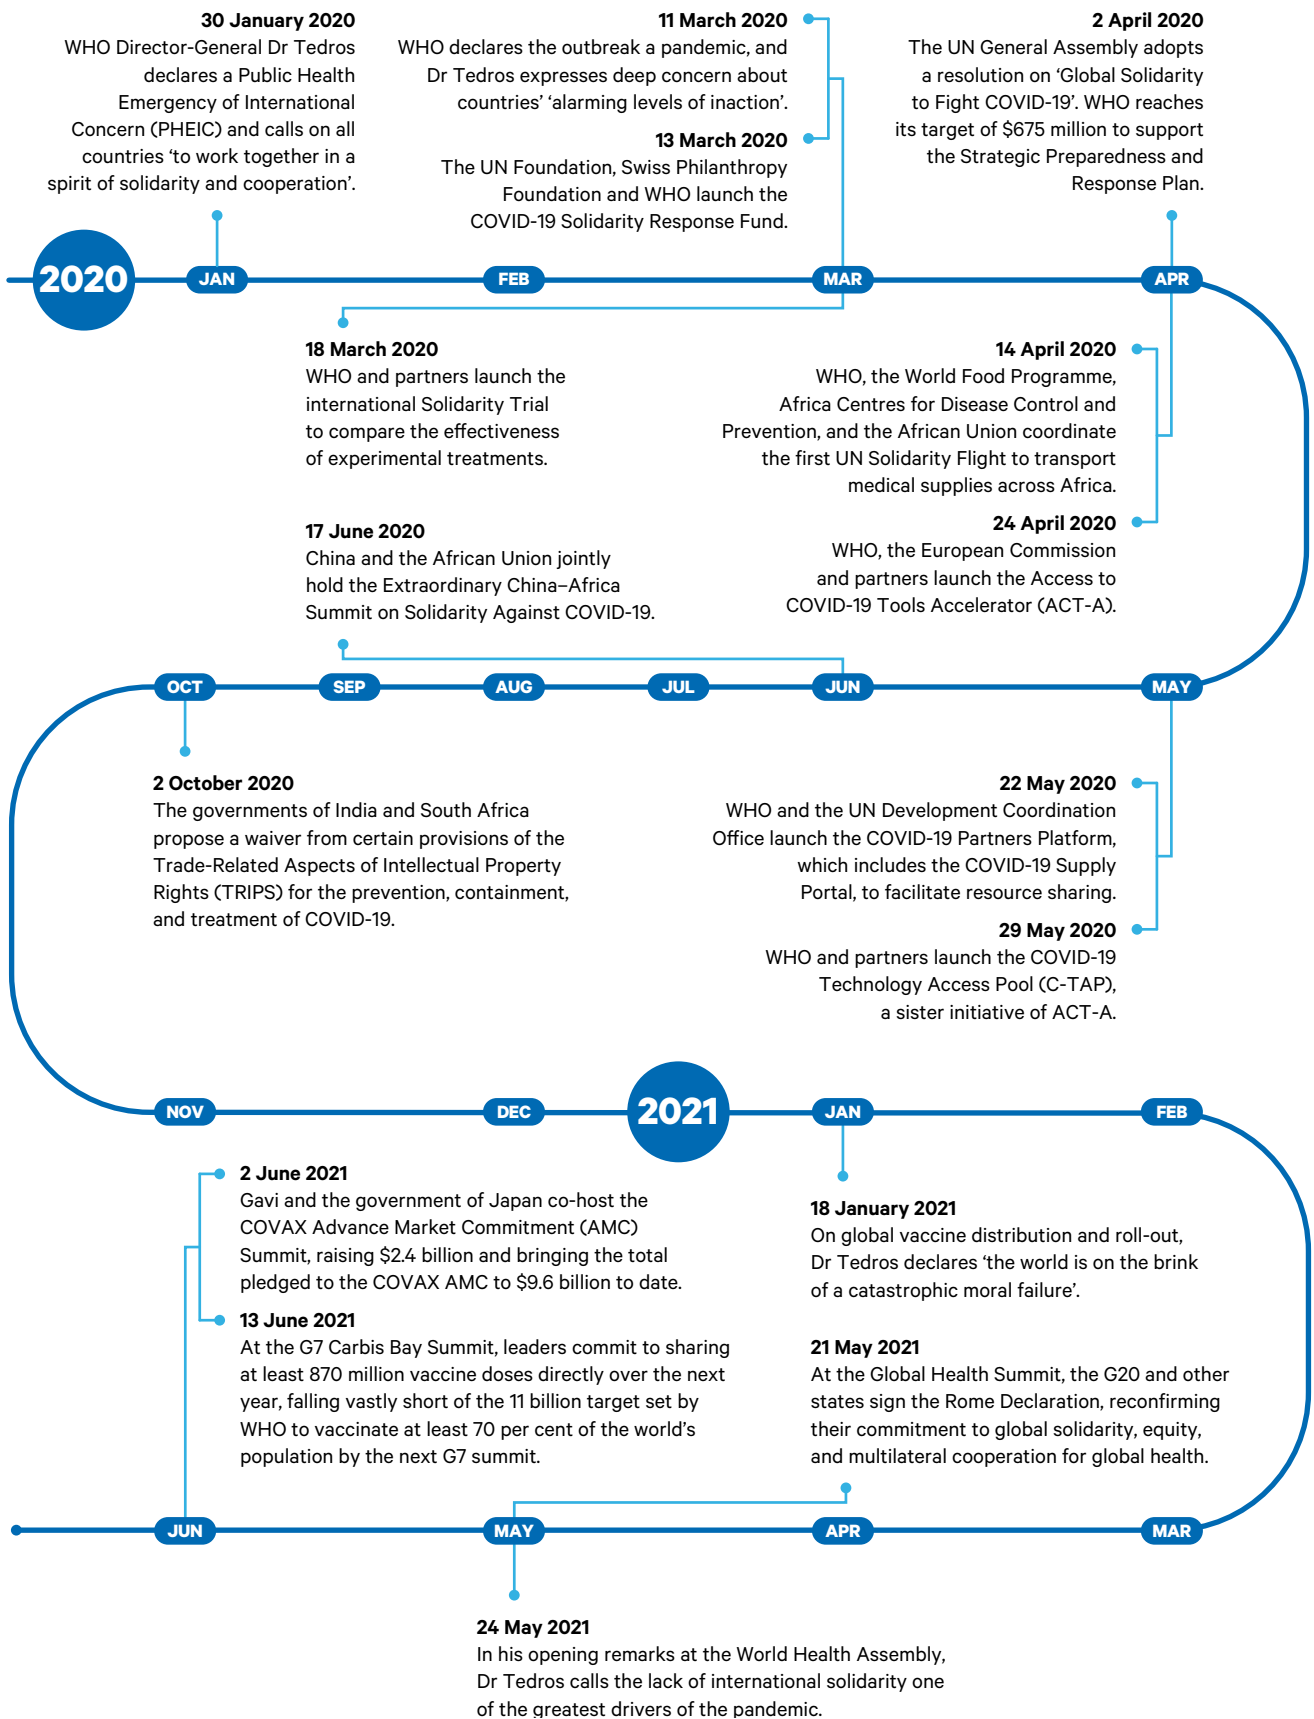 30 January 2020
WHO Director-General Dr Tedros
declares a Public Health
Emergency of International
Concern (PHEIC) and calls on all
countries ‘to work together in a
spirit of solidarity and cooperation’.
11 March 2020
WHO declares the outbreak a pandemic, and
Dr Tedros expresses deep concern about
countries’ ‘alarming levels of inaction’.
13 March 2020
The UN Foundation, Swiss Philanthropy
Foundation and WHO launch the
COVID-19 Solidarity Response Fund.
2 April 2020
The UN General Assembly adopts
a resolution on ‘Global Solidarity
to Fight COVID-19’. WHO reaches
its target of $675 million to support
the Strategic Preparedness and
Response Plan.
2020
JAN
FEB
MAR
APR
18 March 2020
WHO and partners launch the
international Solidarity Trial
to compare the effectiveness
of experimental treatments.
14 April 2020
WHO, the World Food Programme,
Africa Centres for Disease Control and
Prevention, and the African Union coordinate
the first UN Solidarity Flight to transport
medical supplies across Africa.
24 April 2020
WHO, the European Commission
and partners launch the Access to
COVID-19 Tools Accelerator (ACT-A).
17 June 2020
China and the African Union jointly
hold the Extraordinary China–Africa
Summit on Solidarity Against COVID-19.
OCT
SEP
AUG
JUL
JUN
MAY
2 October 2020
The governments of India and South Africa
propose a waiver from certain provisions of the
Trade-Related Aspects of Intellectual Property
Rights (TRIPS) for the prevention, containment,
and treatment of COVID-19.
22 May 2020
WHO and the UN Development Coordination
Office launch the COVID-19 Partners Platform,
which includes the COVID-19 Supply
Portal, to facilitate resource sharing.
29 May 2020
WHO and partners launch the COVID-19
Technology Access Pool (C-TAP),
a sister initiative of ACT-A.
NOV
DEC
2021
JAN
FEB
2 June 2021
Gavi and the government of Japan co-host the
COVAX Advance Market Commitment (AMC)
Summit, raising $2.4 billion and bringing the total
pledged to the COVAX AMC to $9.6 billion to date.
13 June 2021
At the G7 Carbis Bay Summit, leaders commit to sharing
at least 870 million vaccine doses directly over the next
year, falling vastly short of the 11 billion target set by
WHO to vaccinate at least 70 per cent of the world’s
population by the next G7 summit.
18 January 2021
On global vaccine distribution and roll-out,
Dr Tedros declares ‘the world is on the brink
of a catastrophic moral failure’.
21 May 2021
At the Global Health Summit, the G20 and other
states sign the Rome Declaration, reconfirming
their commitment to global solidarity, equity,
and multilateral cooperation for global health.
JUN
MAY
APR
MAR
24 May 2021
In his opening remarks at the World Health Assembly,
Dr Tedros calls the lack of international solidarity one
of the greatest drivers of the pandemic.